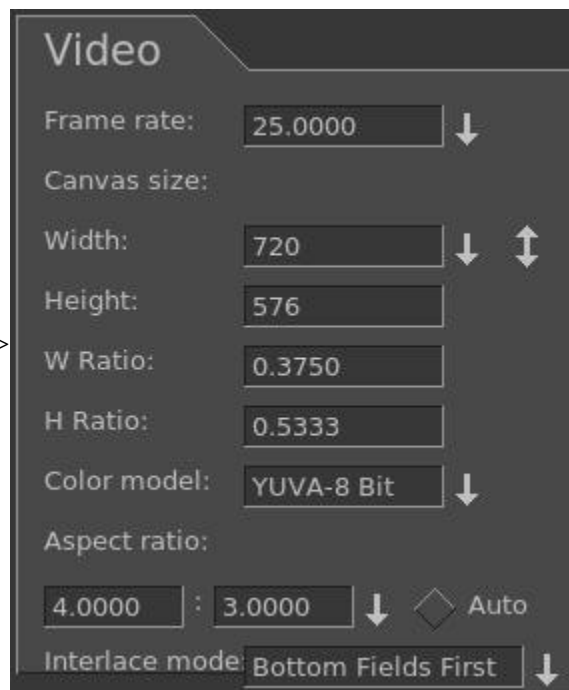 Video
Frame rate: 25.0000
Canvas size:
Width: 720
Height: 576
>
W Ratio: 0.3750
H Ratio: 0.5333
Color model: YUVA-8 Bit
Aspect ratio:
4.0000 : 3.0000 Auto
Interlace mode: Bottom Fields First